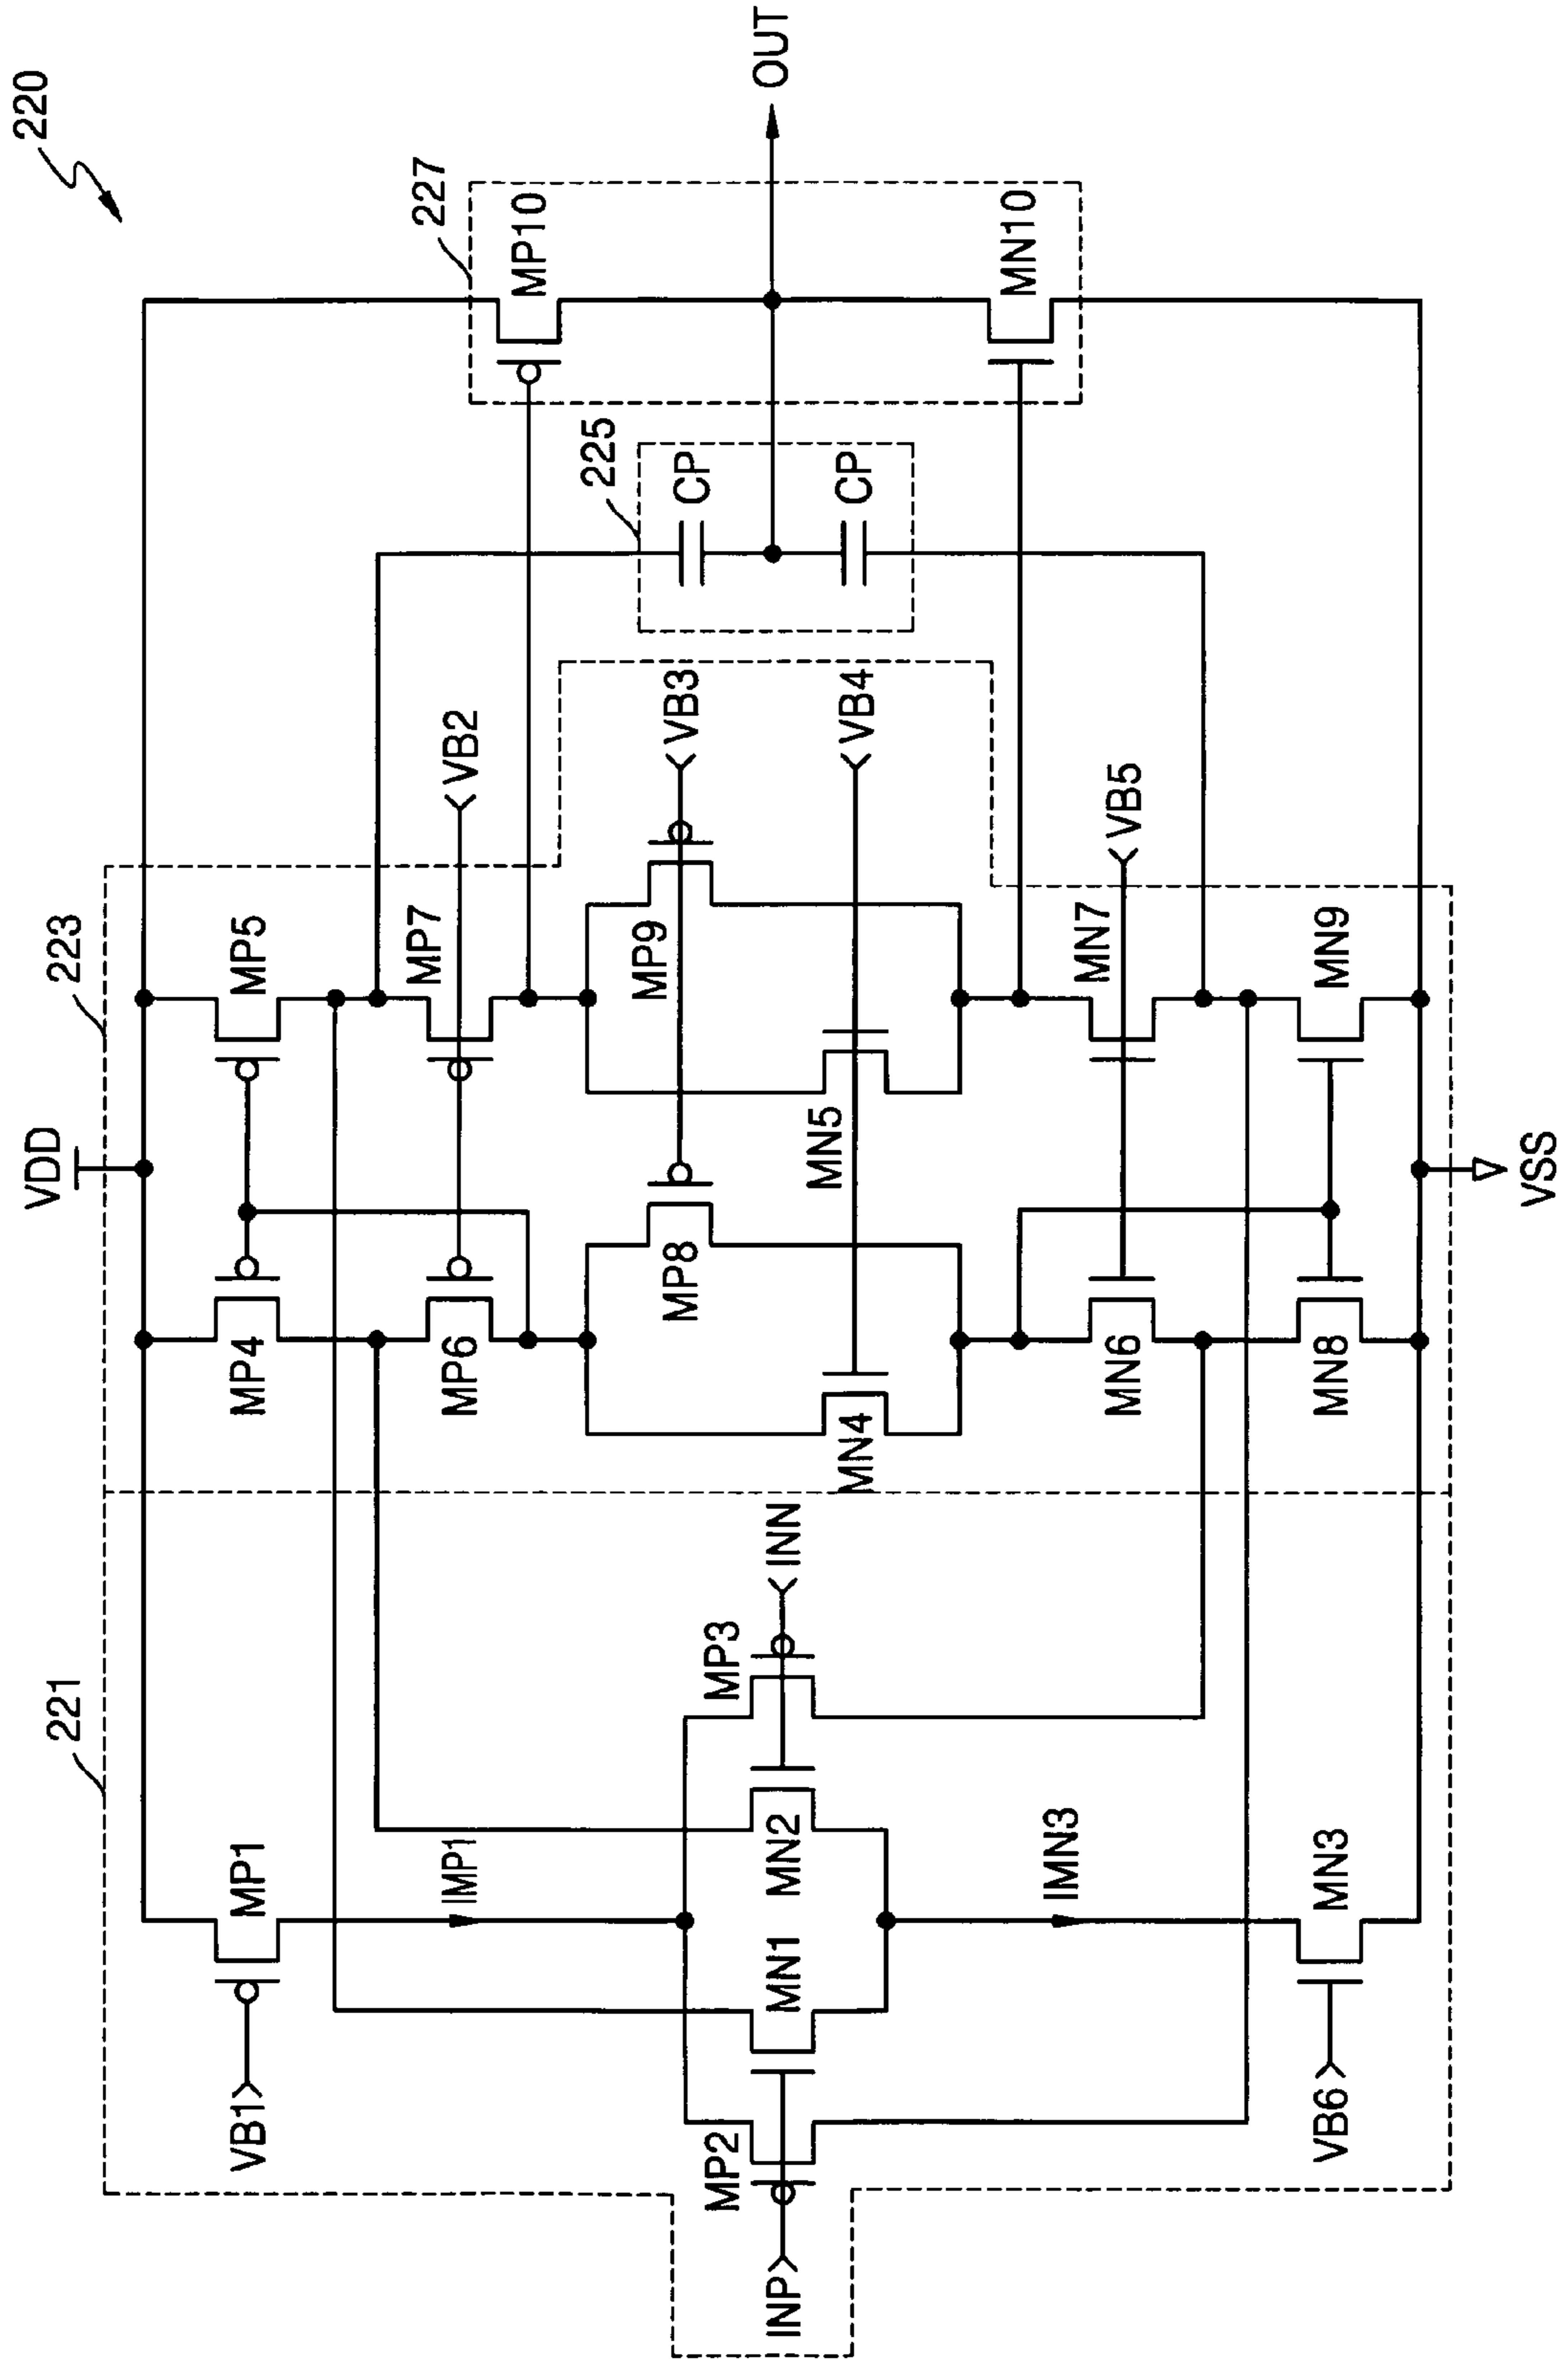 220
221
223
225
227
VDD
VB1
MP1
IMP1
MP4
MP5
MP6
MP7
VB2
MP10
OUT
MP2
MP3
INP
INN
MN1
MN2
MP8
MP9
VB3
MN4
MN5
VB4
CP
CP
IMN3
MN6
MN7
VB5
MN10
VB6
MN3
MN8
MN9
VSS